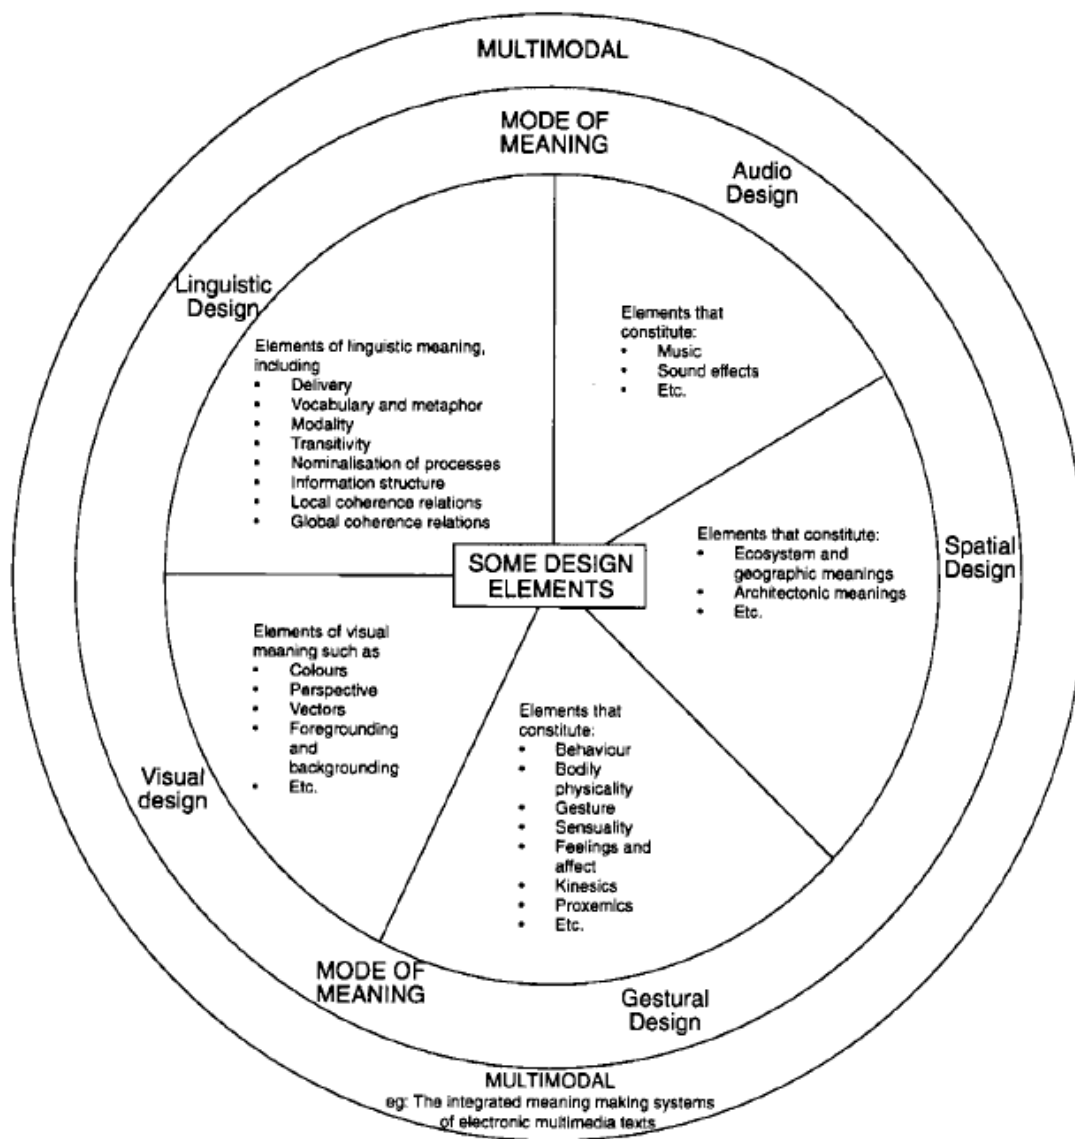 MULTIMODAL
MODE OF
MEANING
Audio
Design
Linguistic
Design
Elements that
constitute:
• Music
• Sound effects
• Etc.
Elements of linguistic meaning,
including
• Delivery
• Vocabulary and metaphor
• Modality
• Transitivity
• Nominalisation of processes
• Information structure
• Local coherence relations
• Global coherence relations
Elements that constitute:
• Ecosystem and
geographic meanings
• Architectonic meanings
• Etc.
Spatial
Design
SOME DESIGN
ELEMENTS
Elements of visual
meaning such as
• Colours
• Perspective
• Vectors
• Foregrounding
and
backgrounding
• Etc.
Visual
design
Elements that
constitute:
• Behaviour
• Bodily
physicality
• Gesture
• Sensuality
• Feelings and
affect
• Kinesics
• Proxemics
• Etc.
MODE OF
MEANING
Gestural
Design
MULTIMODAL
eg: The integrated meaning making systems
of electronic multimedia texts